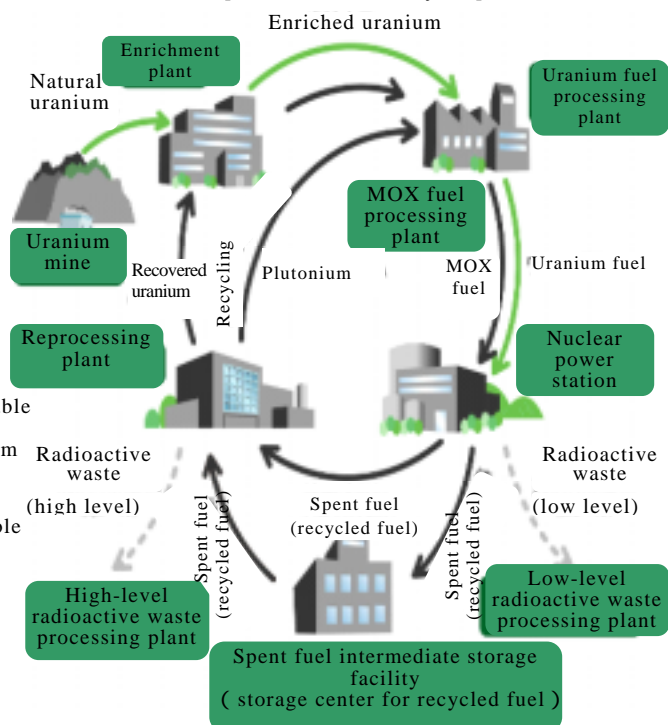 Enriched uranium
Enrichment
plant
Natural
uranium
Uranium fuel
processing
plant
MOX fuel
processing
plant
Uranium
mine
Recovered
uranium
Recycling
Plutonium
MOX
fuel
Uranium fuel
Reprocessing
plant
Nuclear
power
station
Radioactive
waste
(high level)
Spent fuel
(recycled fuel)
Radioactive
waste
(low level)
Spent fuel
(recycled fuel)
Spent fuel
(recycled fuel)
High-level
radioactive waste
processing plant
Low-level
radioactive waste
processing plant
Spent fuel intermediate storage
facility
( storage center for recycled fuel )